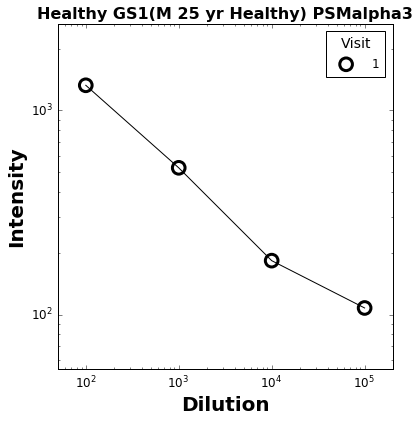 Healthy GS1(M 25 yr Healthy) PSMalpha3
Visit
1
10³
10²
Intensity
10² 10³ 10⁴ 10⁵
Dilution